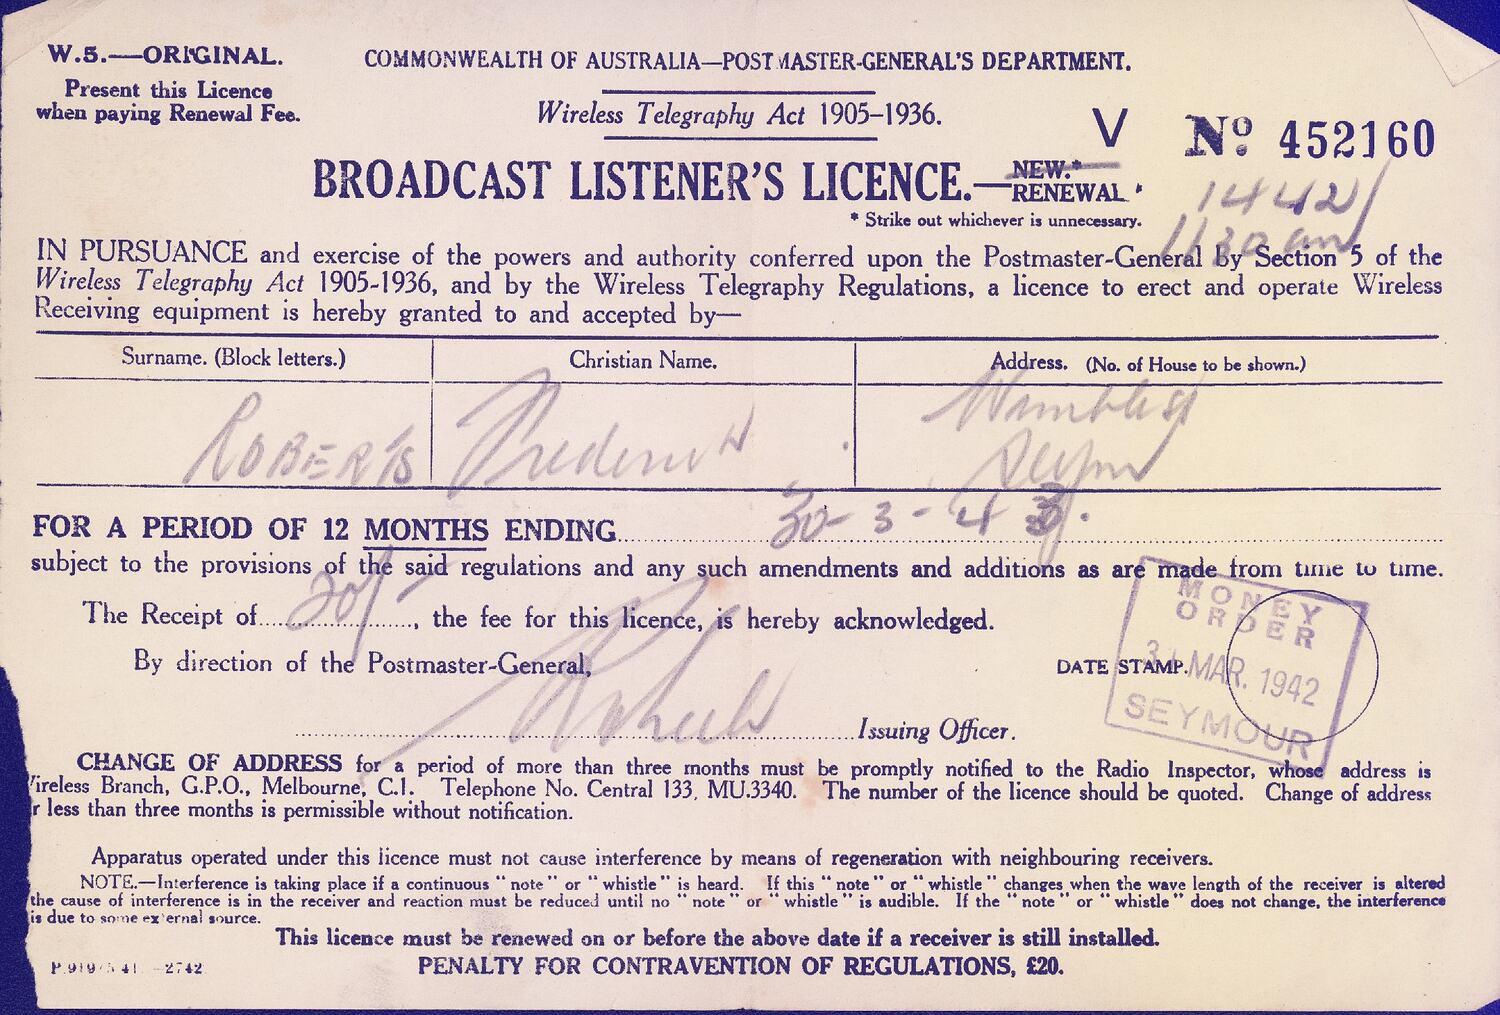 W.5.—ORIGINAL.
Present this Licence
when paying Renewal Fee.
COMMONWEALTH OF AUSTRALIA—POSTMASTER-GENERAL'S DEPARTMENT.
Wireless Telegraphy Act 1905-1936.
V
No 452160
BROADCAST LISTENER'S LICENCE.—NEW.*
RENEWAL*
* Strike out whichever is unnecessary.
1442
1130 am
IN PURSUANCE and exercise of the powers and authority conferred upon the Postmaster-General by Section 5 of the
Wireless Telegraphy Act 1905-1936, and by the Wireless Telegraphy Regulations, a licence to erect and operate Wireless
Receiving equipment is hereby granted to and accepted by—
Surname. (Block letters.) Christian Name. Address. (No. of House to be shown.)
ROBERTS Frederick
FOR A PERIOD OF 12 MONTHS ENDING 30-3-43.
subject to the provisions of the said regulations and any such amendments and additions as are made from time to time.
The Receipt of 20/-, the fee for this licence, is hereby acknowledged.
By direction of the Postmaster-General,
DATE STAMP.
MONEY
ORDER
MAR. 1942
SEYMOUR
Issuing Officer.
CHANGE OF ADDRESS for a period of more than three months must be promptly notified to the Radio Inspector, whose address is
Wireless Branch, G.P.O., Melbourne, C.1. Telephone No. Central 133, MU.3340. The number of the licence should be quoted. Change of address
r less than three months is permissible without notification.
Apparatus operated under this licence must not cause interference by means of regeneration with neighbouring receivers.
NOTE.—Interference is taking place if a continuous "note" or "whistle" is heard. If this "note" or "whistle" changes when the wave length of the receiver is altered
the cause of interference is in the receiver and reaction must be reduced until no "note" or "whistle" is audible. If the "note" or "whistle" does not change, the interference
is due to some external source.
This licence must be renewed on or before the above date if a receiver is still installed.
PENALTY FOR CONTRAVENTION OF REGULATIONS, £20.